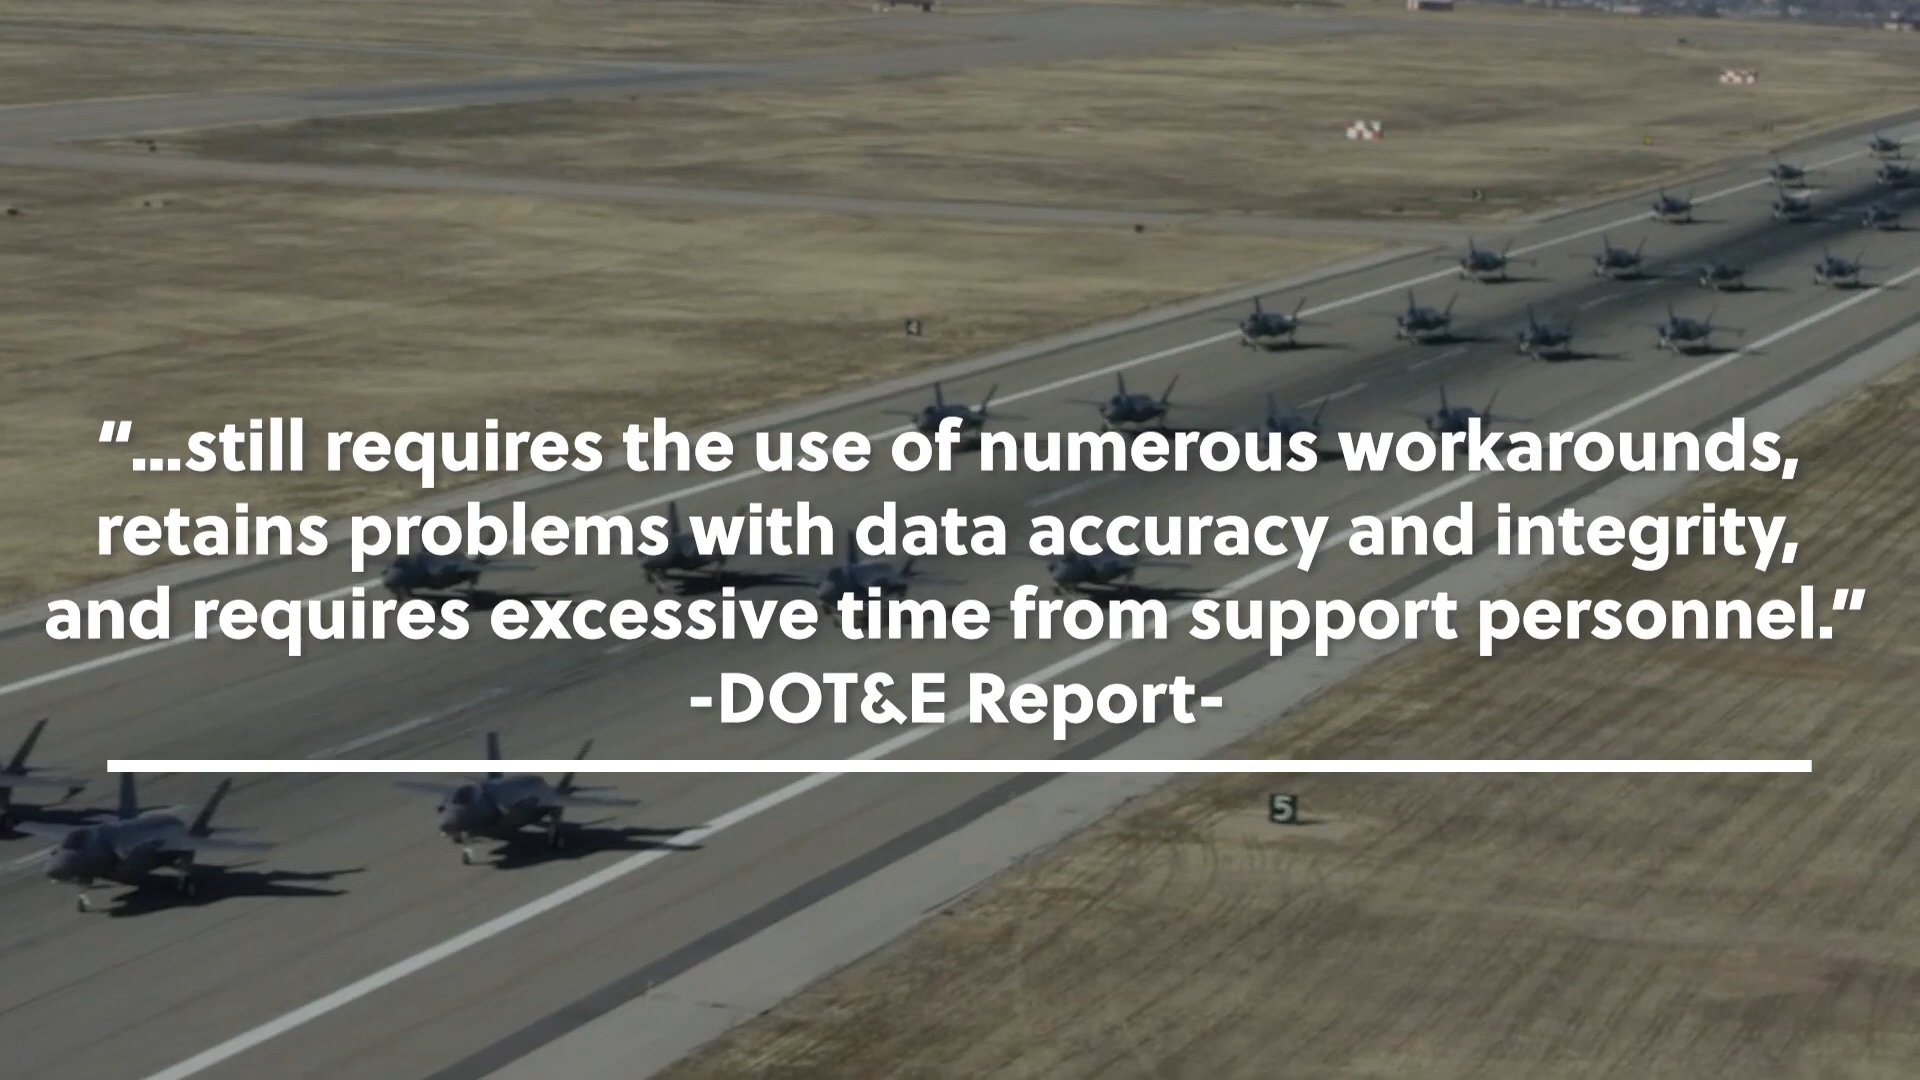 “...still requires the use of numerous workarounds,
retains problems with data accuracy and integrity,
and requires excessive time from support personnel.”
-DOT&E Report-
5